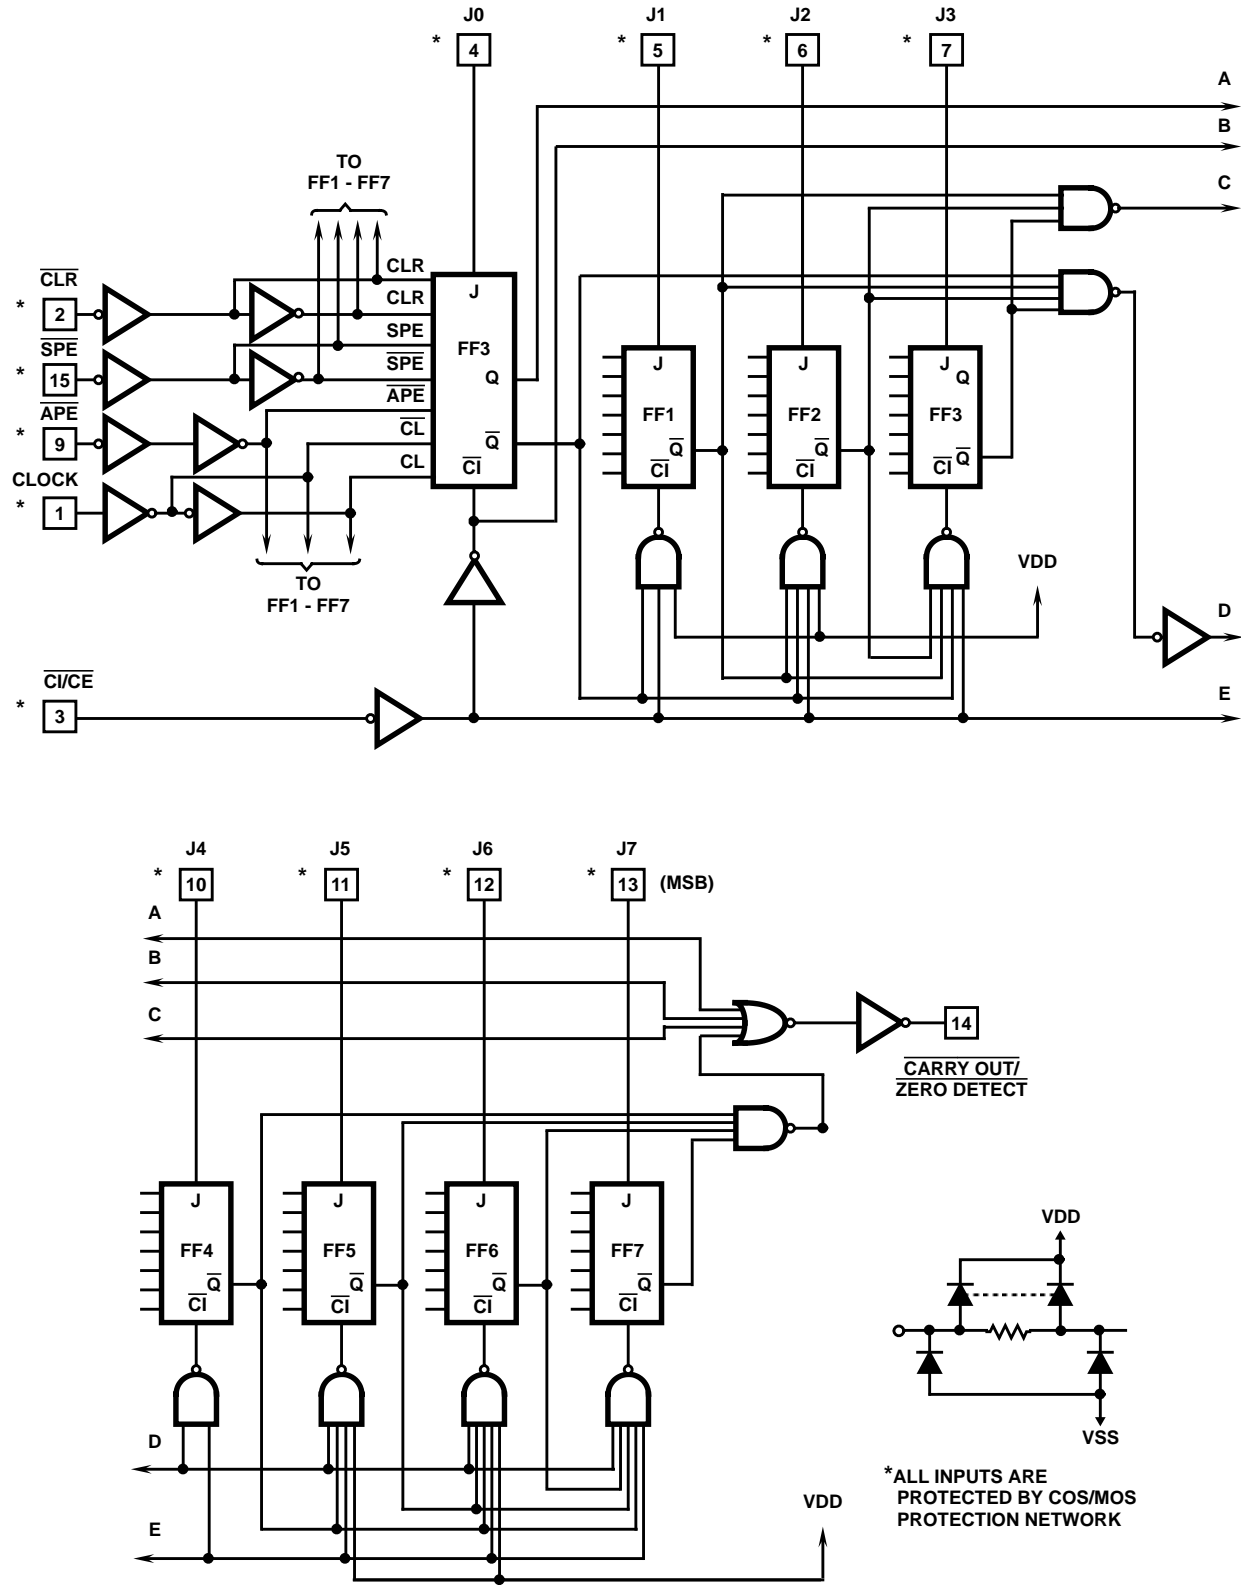 J0 J1 J2 J3
* 4 * 5 * 6 * 7
A
B
TO
FF1 - FF7
C
CLR
CLR
* 2
CLR
SPE
* 15
SPE
SPE
APE
* 9
APE
CL
CLOCK
* 1
CL
J
FF3
Q
Q
CI
J
FF1
Q
CI
J
FF2
Q
CI
J
Q
FF3
CI Q
TO
FF1 - FF7
VDD
D
CI/CE
* 3
E
J4 J5 J6 J7
* 10 * 11 * 12 * 13 (MSB)
A
B
C
14
CARRY OUT/
ZERO DETECT
J
FF4
Q
CI
J
FF5
Q
CI
J
FF6
Q
CI
J
FF7
Q
CI
VDD
VSS
D
E
VDD
*ALL INPUTS ARE
PROTECTED BY COS/MOS
PROTECTION NETWORK